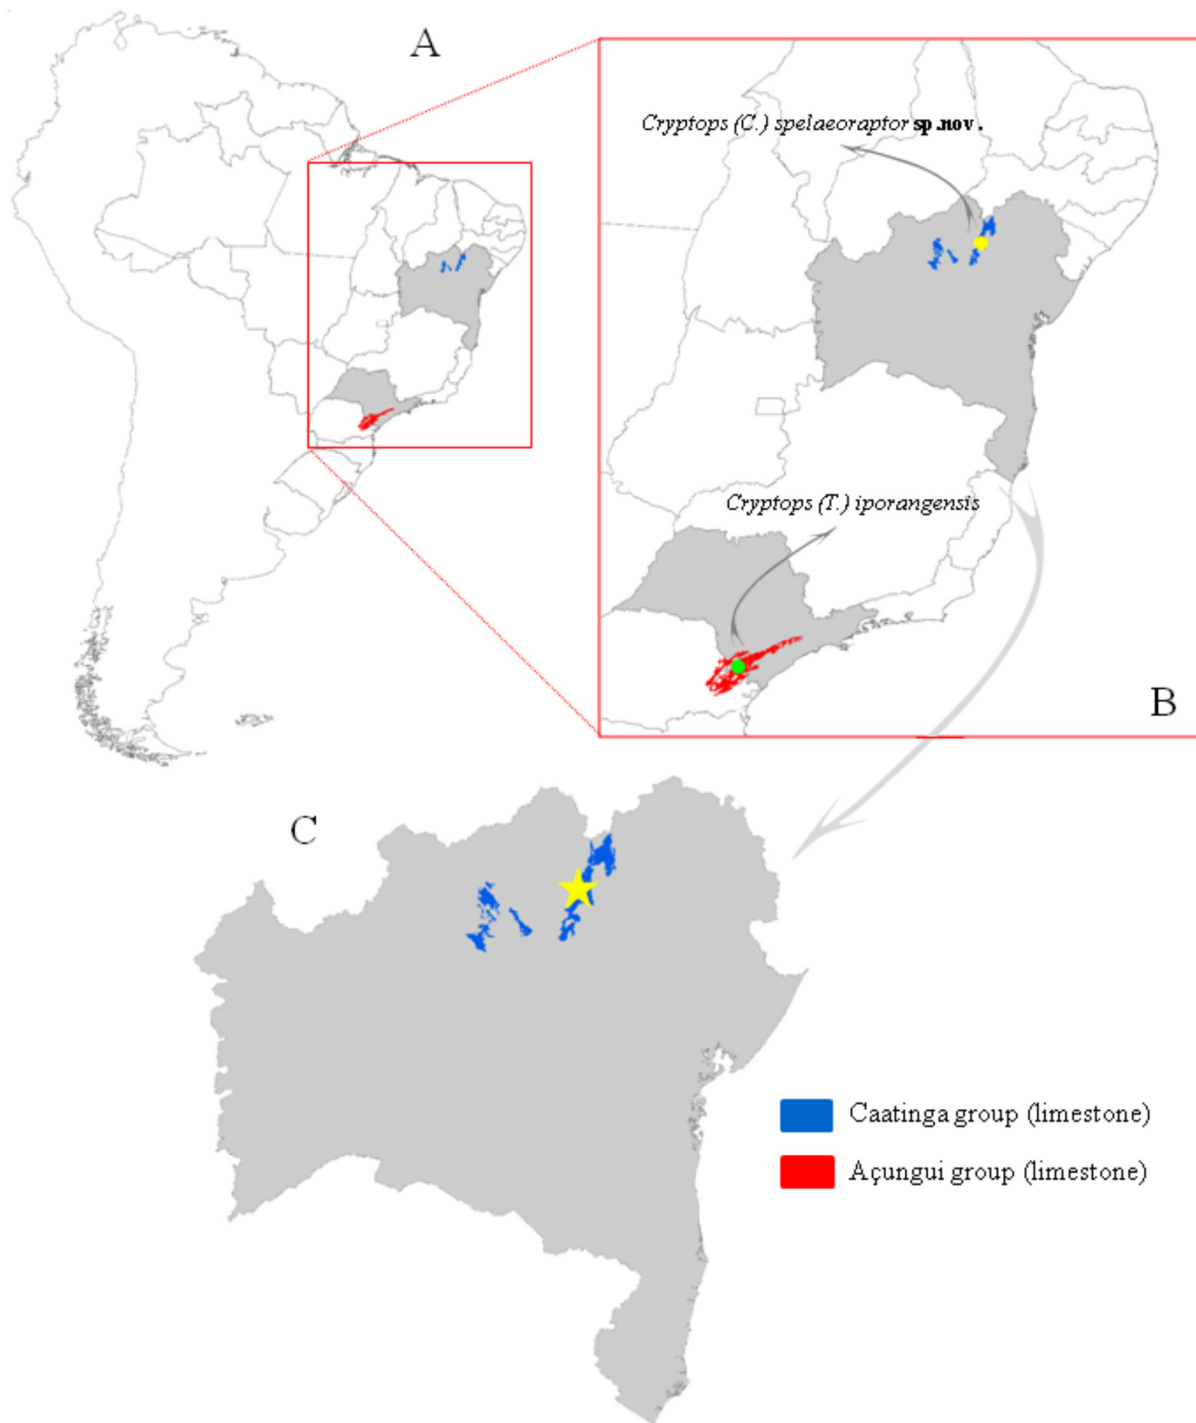 A
Cryptops (C.) spelaeoraptor sp.nov.
Cryptops (T.) iporangensis
B
C
Caatinga group (limestone)
Açungui group (limestone)